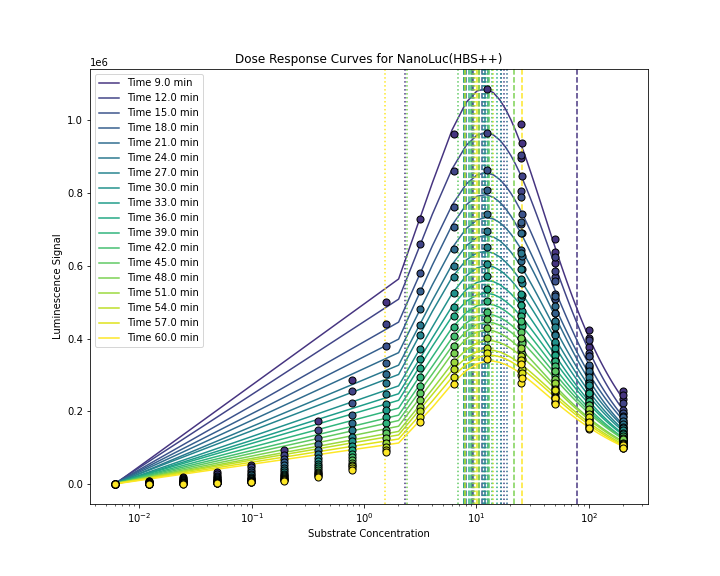 Dose Response Curves for NanoLuc(HBS++)
1e6
Time 9.0 min
Time 12.0 min
Time 15.0 min
Time 18.0 min
Time 21.0 min
Time 24.0 min
Time 27.0 min
Time 30.0 min
Time 33.0 min
Time 36.0 min
Time 39.0 min
Time 42.0 min
Time 45.0 min
Time 48.0 min
Time 51.0 min
Time 54.0 min
Time 57.0 min
Time 60.0 min
1.0
0.8
0.6
0.4
0.2
0.0
Luminescence Signal
10⁻² 10⁻¹ 10⁰ 10¹ 10²
Substrate Concentration